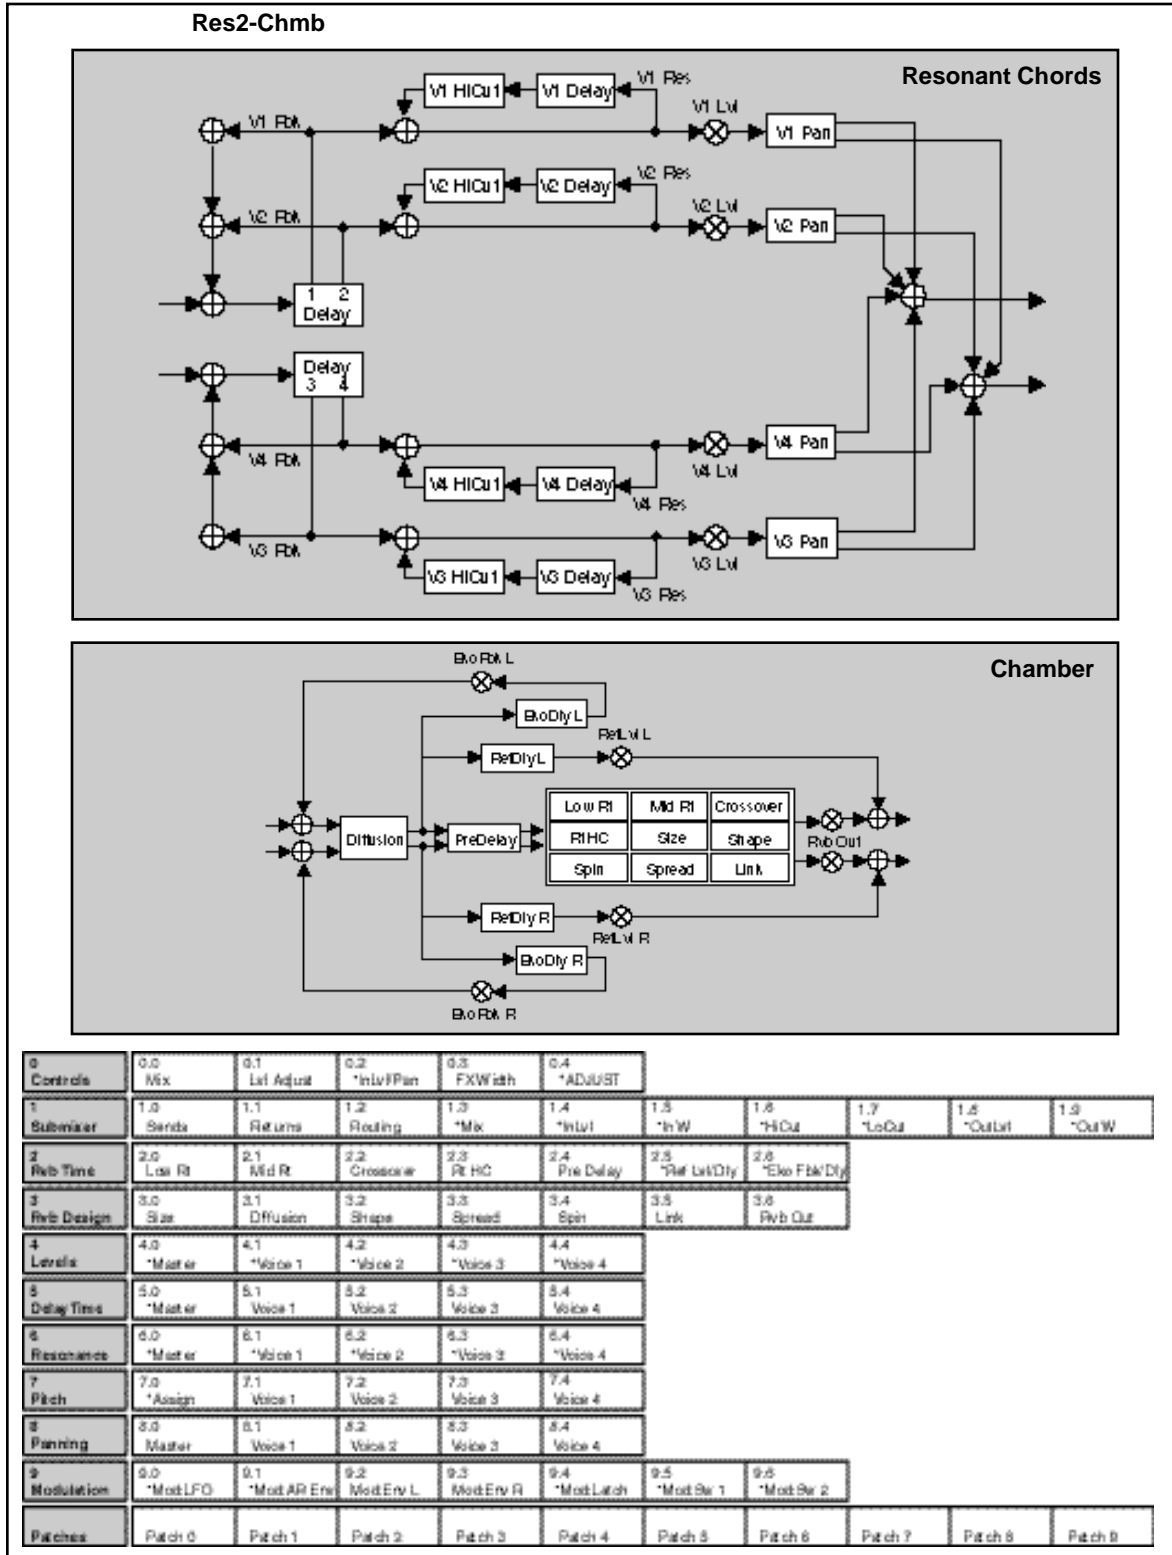 Res2-Chmb
Resonant Chords
V1 Res
V1 HiCut
V1 Delay
V1 Lvl
V1 Fbk
V1 Pan
V2 Res
V2 HiCut
V2 Delay
V2 Lvl
V2 Fbk
V2 Pan
1 2
Delay
Delay
3 4
V4 Fbk
V4 Lvl
V4 Pan
V4 HiCut
V4 Delay
V4 Res
V3 Fbk
V3 Lvl
V3 Pan
V3 HiCut
V3 Delay
V3 Res
Chamber
Eko Fbk L
EkoDly L
RefLvl L
RefDly L
Diffusion
PreDelay
Low Rt Mid Rt Crossover
Rt HC Size Shape
Spin Spread Link
Rvb Out
RefDly R
RefLvl R
EkoDly R
Eko Fbk R
0 0.0 0.1 0.2 0.3 0.4
Controls Mix Lvl Adjust *InLvl/Pan FXWidth *ADJUST
1 1.0 1.1 1.2 1.3 1.4 1.5 1.6 1.7 1.8 1.9
Submixer Sends Returns Routing *Mix *InLvl *In W *HiCut *LoCut *OutLvl *Out W
2 2.0 2.1 2.2 2.3 2.4 2.5 2.6
Rvb Time Low Rt Mid Rt Crossover Rt HC Pre Delay *Ref Lvl/Dly *Eko Fbk/Dly
3 3.0 3.1 3.2 3.3 3.4 3.5 3.6
Rvb Design Size Diffusion Shape Spread Spin Link Rvb Out
4 4.0 4.1 4.2 4.3 4.4
Levels *Master *Voice 1 *Voice 2 *Voice 3 *Voice 4
5 5.0 5.1 5.2 5.3 5.4
Delay Time *Master Voice 1 Voice 2 Voice 3 Voice 4
6 6.0 6.1 6.2 6.3 6.4
Resonance *Master *Voice 1 *Voice 2 *Voice 3 *Voice 4
7 7.0 7.1 7.2 7.3 7.4
Pitch *Assign Voice 1 Voice 2 Voice 3 Voice 4
8 8.0 8.1 8.2 8.3 8.4
Panning Master Voice 1 Voice 2 Voice 3 Voice 4
9 9.0 9.1 9.2 9.3 9.4 9.5 9.6
Modulation *Mod:LFO *Mod:AR Env Mod:Env L Mod:Env R *Mod:Latch *Mod:Sw 1 *Mod:Sw 2
Patches Patch 0 Patch 1 Patch 2 Patch 3 Patch 4 Patch 5 Patch 6 Patch 7 Patch 8 Patch 9